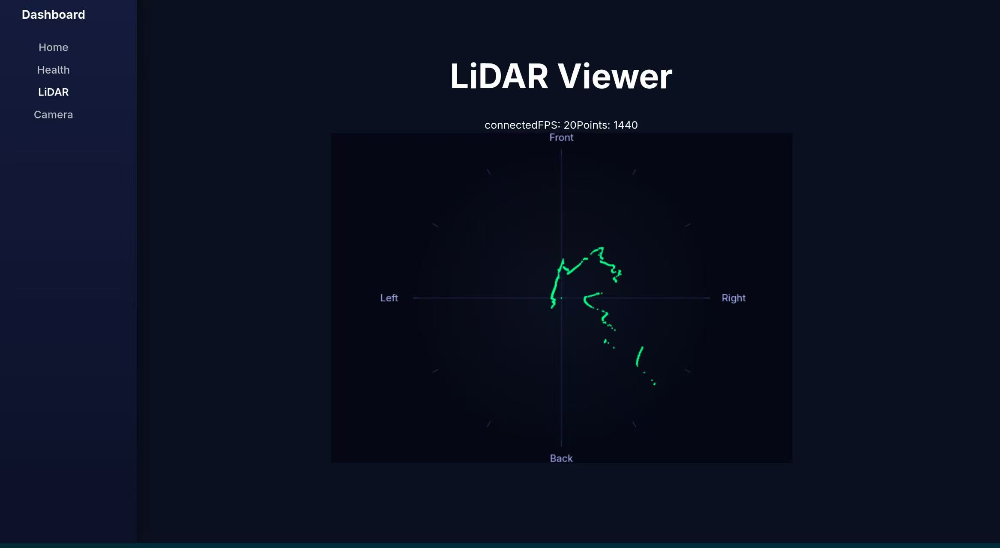 Dashboard
Home
Health
LiDAR
Camera
LiDAR Viewer
connectedFPS: 20Points: 1440
Front
Left
Right
Back